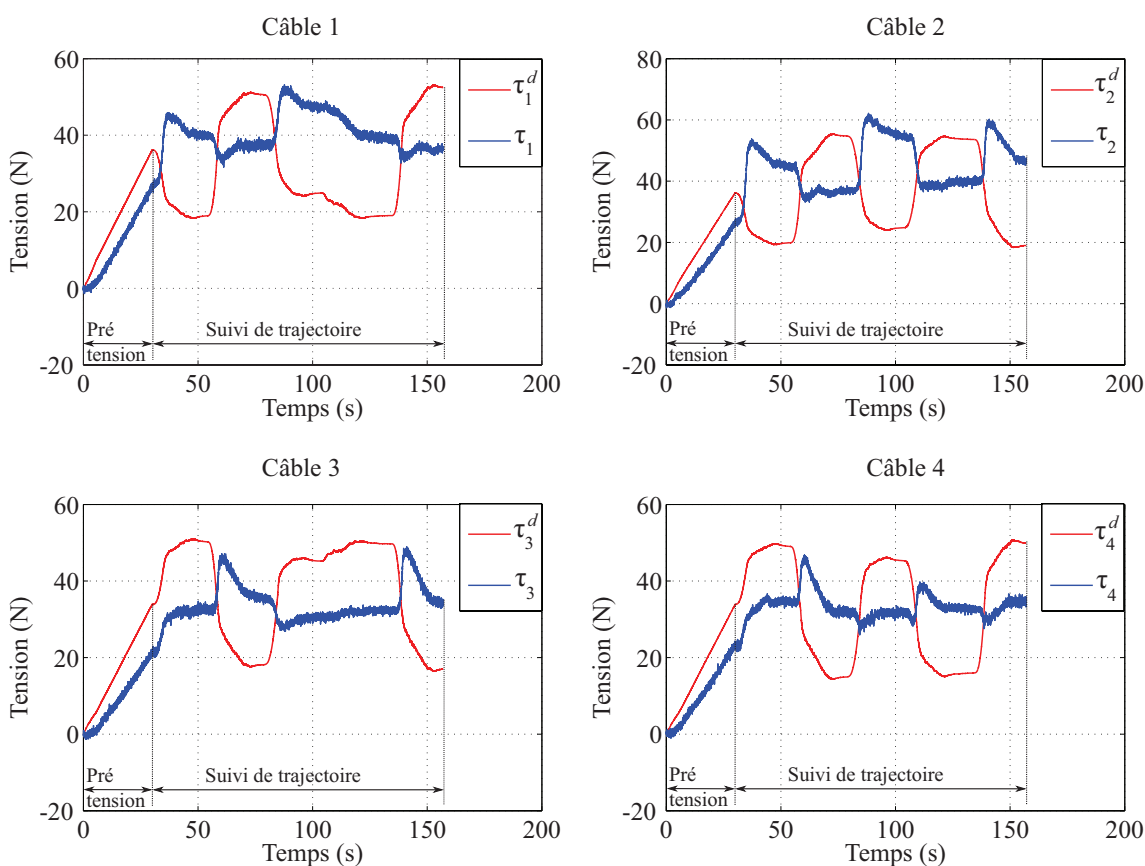 Câble 1
60
40
20
0
-20
0
50
100
150
200
Tension (N)
Temps (s)
τ₁ᵈ
τ₁
Pré
tension
Suivi de trajectoire
Câble 2
80
60
40
20
0
-20
0
50
100
150
200
Tension (N)
Temps (s)
τ₂ᵈ
τ₂
Pré
tension
Suivi de trajectoire
Câble 3
60
40
20
0
-20
0
50
100
150
200
Tension (N)
Temps (s)
τ₃ᵈ
τ₃
Pré
tension
Suivi de trajectoire
Câble 4
60
40
20
0
-20
0
50
100
150
200
Tension (N)
Temps (s)
τ₄ᵈ
τ₄
Pré
tension
Suivi de trajectoire